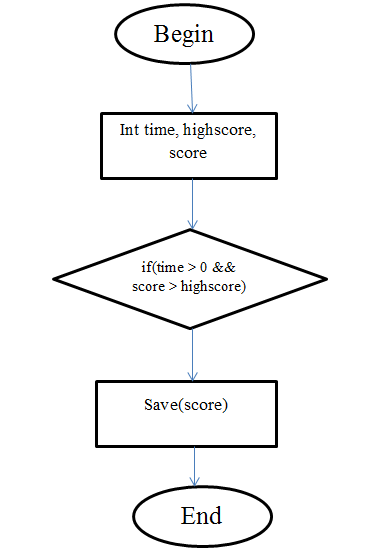 Begin
Int time, highscore,
score
if(time > 0 &&
score > highscore)
Save(score)
End